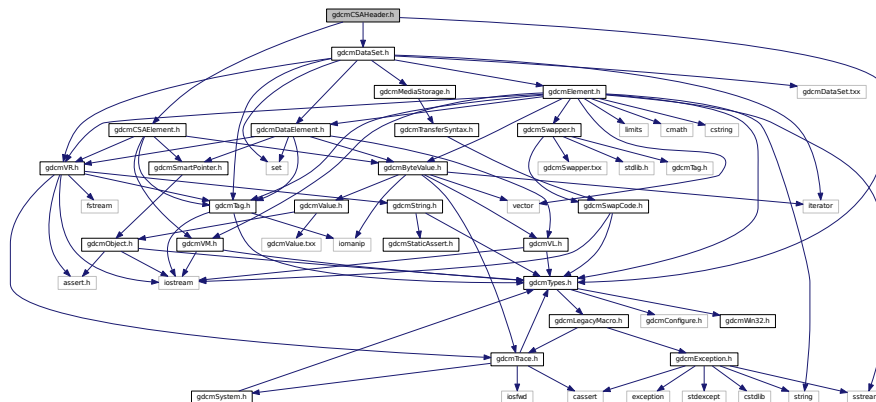 gdcmCSAHeader.h
gdcmDataSet.h
gdcmMediaStorage.h
gdcmElement.h
gdcmDataSet.txx
gdcmCSAElement.h
gdcmDataElement.h
gdcmTransferSyntax.h
gdcmSwapper.h
limits
cmath
cstring
gdcmVR.h
gdcmSmartPointer.h
set
gdcmByteValue.h
gdcmSwapper.txx
stdlib.h
gdcmTag.h
fstream
gdcmTag.h
gdcmValue.h
gdcmString.h
vector
gdcmSwapCode.h
iterator
gdcmObject.h
gdcmVM.h
gdcmValue.txx
iomanip
gdcmStaticAssert.h
gdcmVL.h
assert.h
iostream
gdcmTypes.h
gdcmLegacyMacro.h
gdcmConfigure.h
gdcmWin32.h
gdcmTrace.h
gdcmException.h
gdcmSystem.h
iosfwd
cassert
exception
stdexcept
cstdlib
string
sstream